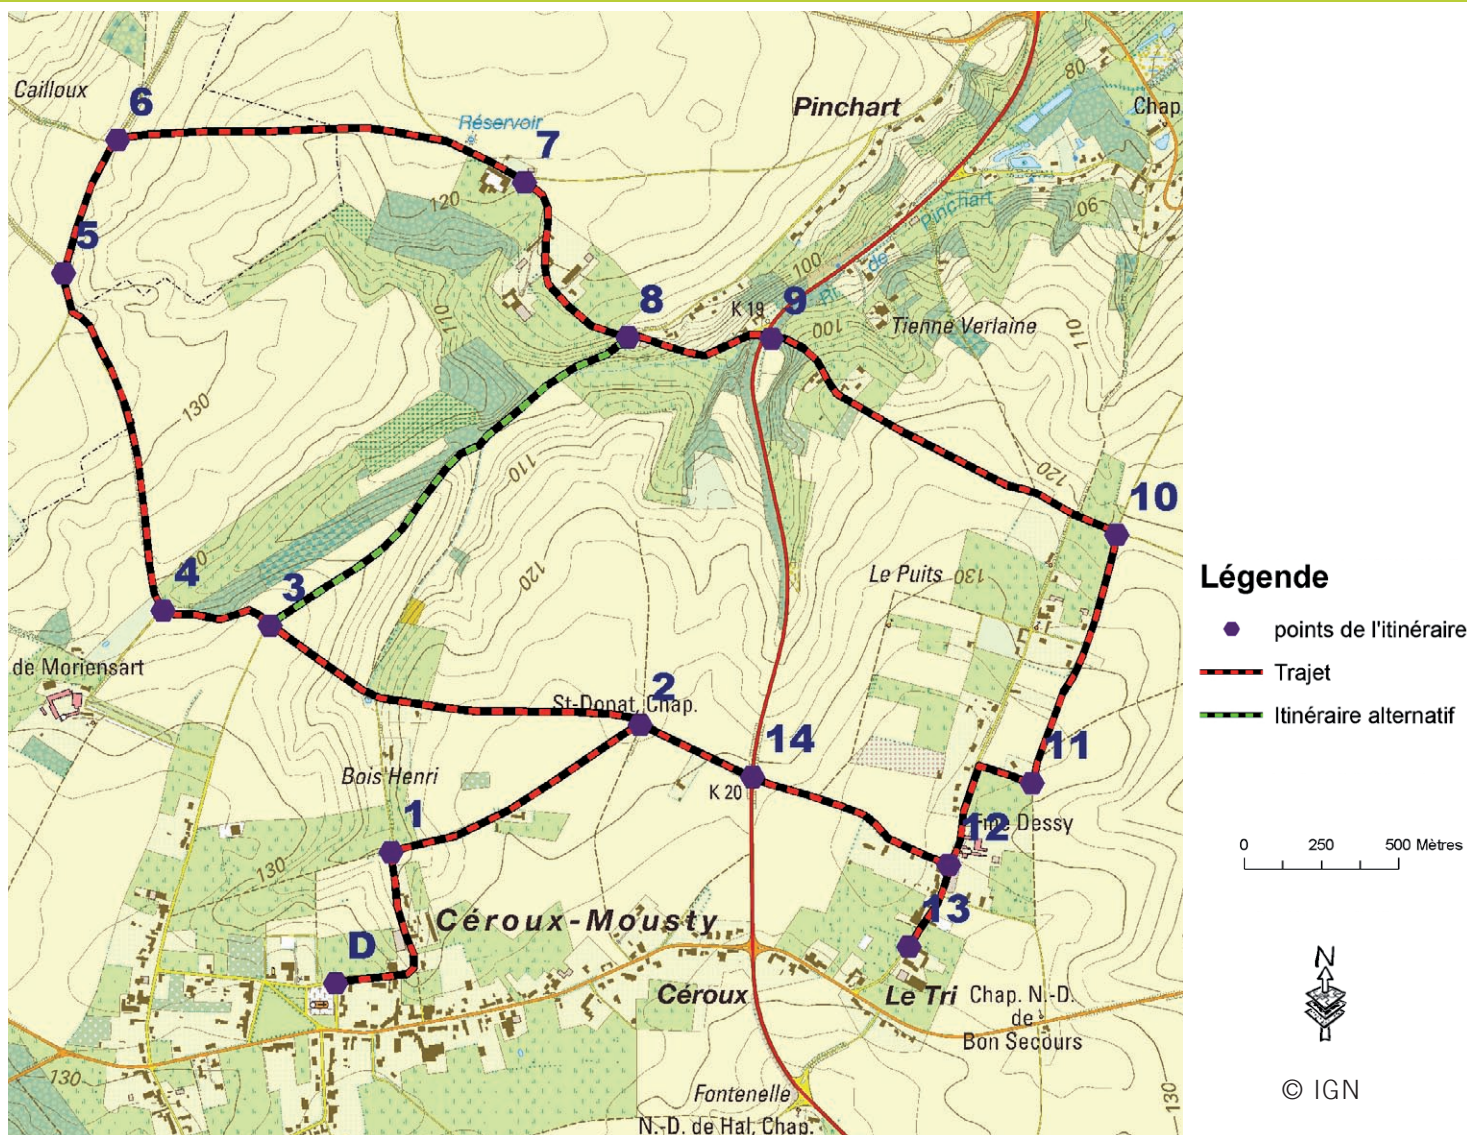 Cailloux
6
Réservoir
7
Pinchart
80
Chap.
120
5
90
Pinchart
de
Rt.
100
8
K 19
9
100
Tienne Verlaine
110
110
130
110
120
10
120
Le Puits
130
4
3
de Moriensart
St-Donat, Chap.
2
14
K 20
11
Bois Henri
1
12
Fme Dessy
130
13
Céroux-Mousty
D
Céroux
Le Tri
Chap. N.-D.
de
Bon Secours
130
Fontenelle
N.-D. de Hal, Chap.
130
Légende
points de l'itinéraire
Trajet
Itinéraire alternatif
0 250 500 Mètres
N
© IGN